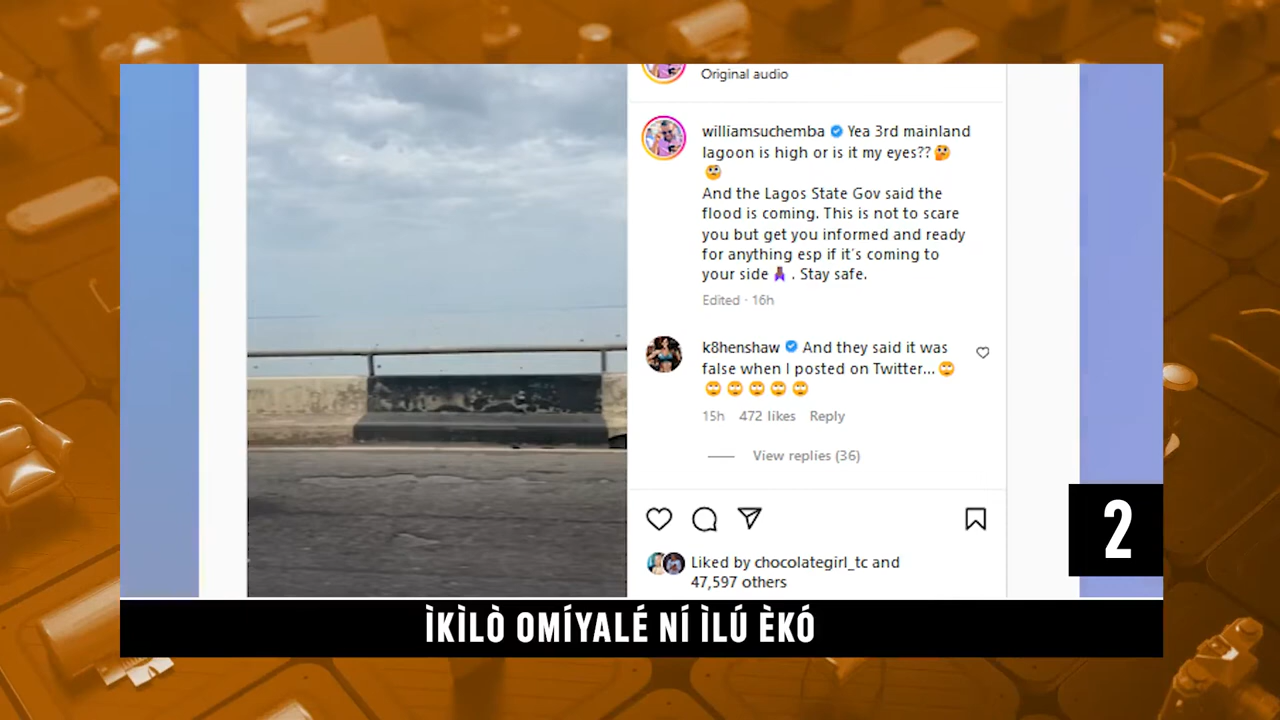 Original audio
williamsuchemba Yea 3rd mainland
lagoon is high or is it my eyes?? 🤔
🧐
And the Lagos State Gov said the
flood is coming. This is not to scare
you but get you informed and ready
for anything esp if it's coming to
your side 🙏🏾 . Stay safe.
Edited · 16h
k8henshaw And they said it was
false when I posted on Twitter... 🙄
🙄 🙄 🙄 🙄 🙄
15h 472 likes Reply
View replies (36)
Liked by chocolategirl_tc and
47,597 others
2
ÌKÌLÒ OMÍYALÉ NÍ ÌLÚ ÈKÓ